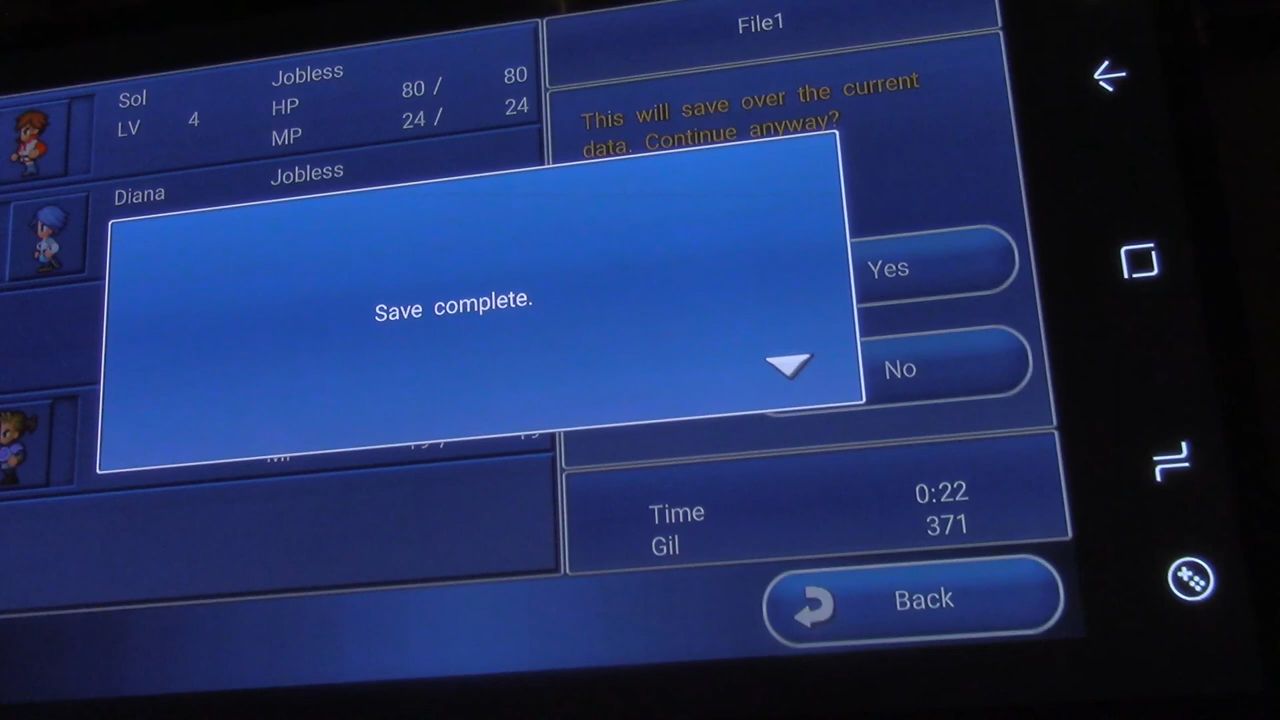 File1
Sol
Jobless
LV 4
HP 80 / 80
MP 24 / 24
This will save over the current
data. Continue anyway?
Diana
Jobless
Save complete.
Yes
No
Time 0:22
Gil 371
Back